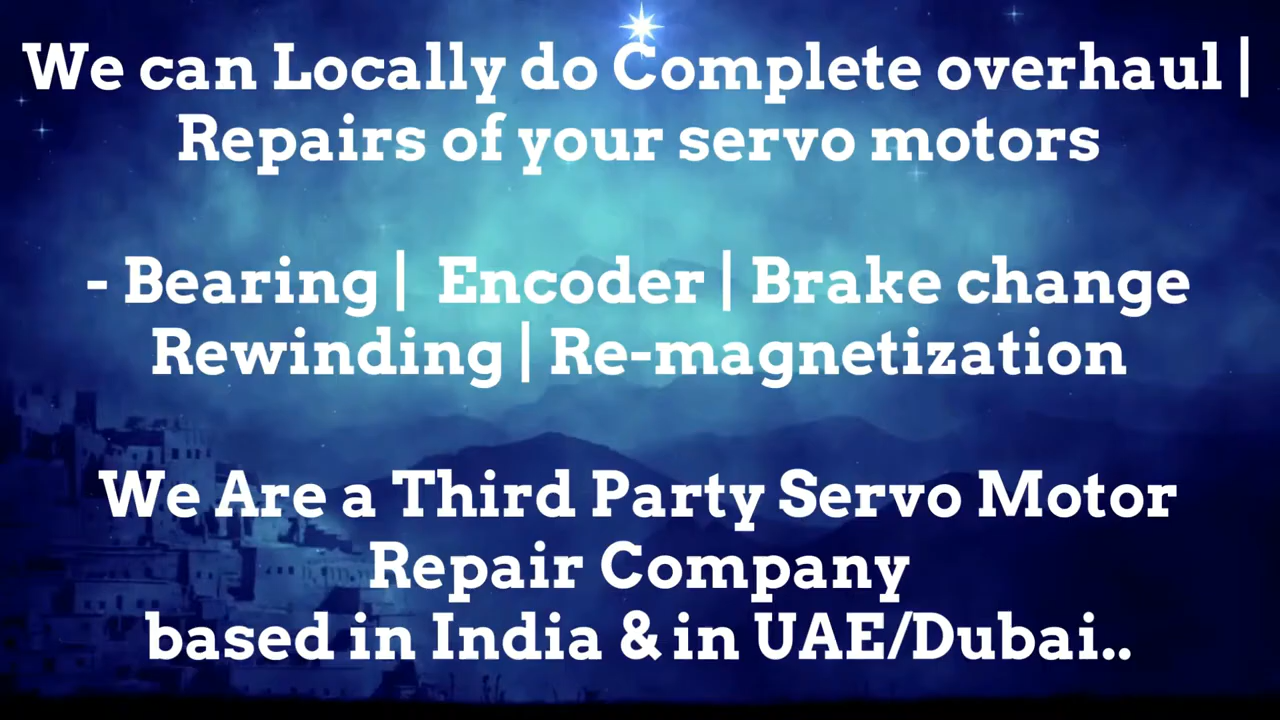 We can Locally do Complete overhaul |
Repairs of your servo motors
- Bearing | Encoder | Brake change
Rewinding | Re-magnetization
We Are a Third Party Servo Motor
Repair Company
based in India & in UAE/Dubai..